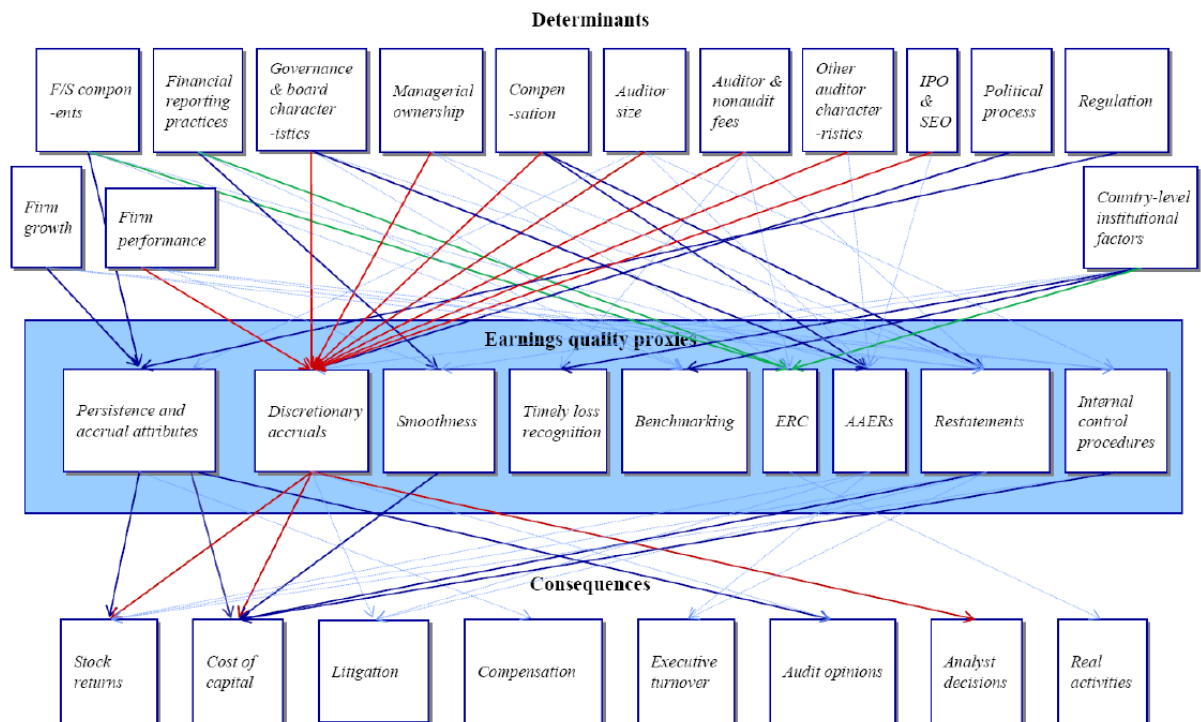 Determinants
F/S compon
-ents
Financial
reporting
practices
Governance
& board
character
-istics
Managerial
ownership
Compen
-sation
Auditor
size
Auditor &
nonaudit
fees
Other
auditor
character
-ristics
IPO
&
SEO
Political
process
Regulation
Firm
growth
Firm
performance
Country-level
institutional
factors
Earnings quality proxies
Persistence and
accrual attributes
Discretionary
accruals
Smoothness
Timely loss
recognition
Benchmarking
ERC
AAERs
Restatements
Internal
control
procedures
Consequences
Stock
returns
Cost of
capital
Litigation
Compensation
Executive
turnover
Audit opinions
Analyst
decisions
Real
activities